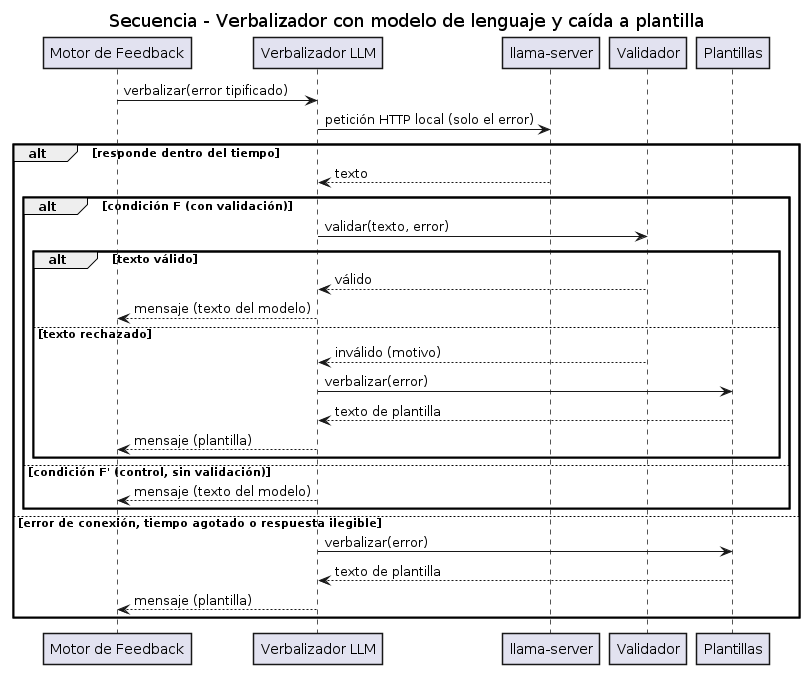 Secuencia - Verbalizador con modelo de lenguaje y caída a plantilla
Motor de Feedback
Verbalizador LLM
llama-server
Validador
Plantillas
verbalizar(error tipificado)
petición HTTP local (solo el error)
alt [responde dentro del tiempo]
texto
alt [condición F (con validación)]
validar(texto, error)
alt [texto válido]
válido
mensaje (texto del modelo)
[texto rechazado]
inválido (motivo)
verbalizar(error)
texto de plantilla
mensaje (plantilla)
[condición F' (control, sin validación)]
mensaje (texto del modelo)
[error de conexión, tiempo agotado o respuesta ilegible]
verbalizar(error)
texto de plantilla
mensaje (plantilla)
Motor de Feedback
Verbalizador LLM
llama-server
Validador
Plantillas